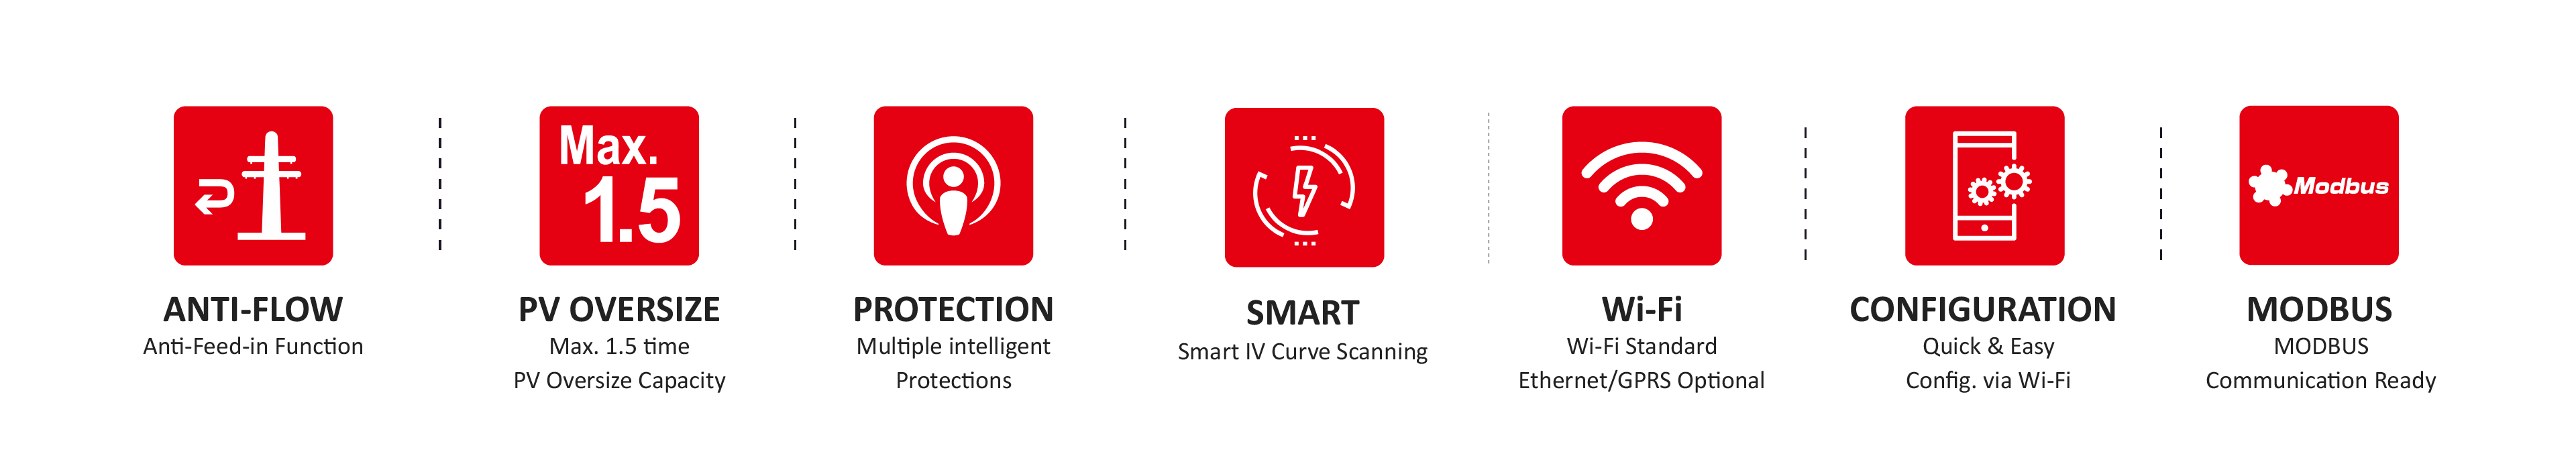 Max.
1.5
Modbus
ANTI-FLOW
Anti-Feed-in Function
PV OVERSIZE
Max. 1.5 time
PV Oversize Capacity
PROTECTION
Multiple intelligent
Protections
SMART
Smart IV Curve Scanning
Wi-Fi
Wi-Fi Standard
Ethernet/GPRS Optional
CONFIGURATION
Quick & Easy
Config. via Wi-Fi
MODBUS
MODBUS
Communication Ready